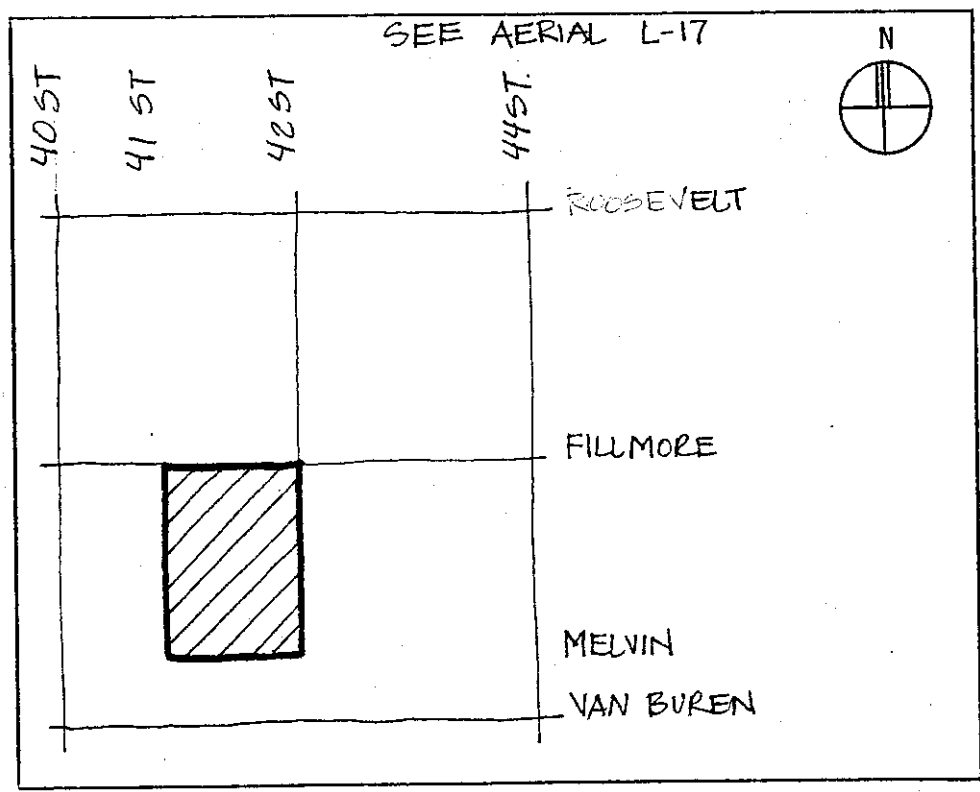 SEE AERIAL L-17
N
40 ST
41 ST
42 ST
44 ST.
ROOSEVELT
FILLMORE
MELVIN
VAN BUREN